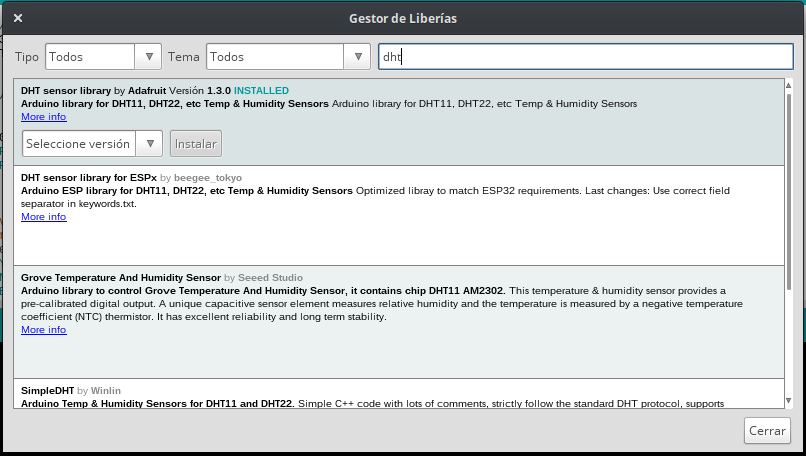 Gestor de Liberías
Tipo Todos Tema Todos dht
DHT sensor library by Adafruit Versión 1.3.0 INSTALLED
Arduino library for DHT11, DHT22, etc Temp & Humidity Sensors Arduino library for DHT11, DHT22, etc Temp & Humidity Sensors
More info
Seleccione versión Instalar
DHT sensor library for ESPx by beegee_tokyo
Arduino ESP library for DHT11, DHT22, etc Temp & Humidity Sensors Optimized libray to match ESP32 requirements. Last changes: Use correct field
separator in keywords.txt.
More info
Grove Temperature And Humidity Sensor by Seeed Studio
Arduino library to control Grove Temperature And Humidity Sensor, it contains chip DHT11 AM2302. This temperature & humidity sensor provides a
pre-calibrated digital output. A unique capacitive sensor element measures relative humidity and the temperature is measured by a negative temperature
coefficient (NTC) thermistor. It has excellent reliability and long term stability.
More info
SimpleDHT by Winlin
Arduino Temp & Humidity Sensors for DHT11 and DHT22. Simple C++ code with lots of comments, strictly follow the standard DHT protocol, supports
Cerrar